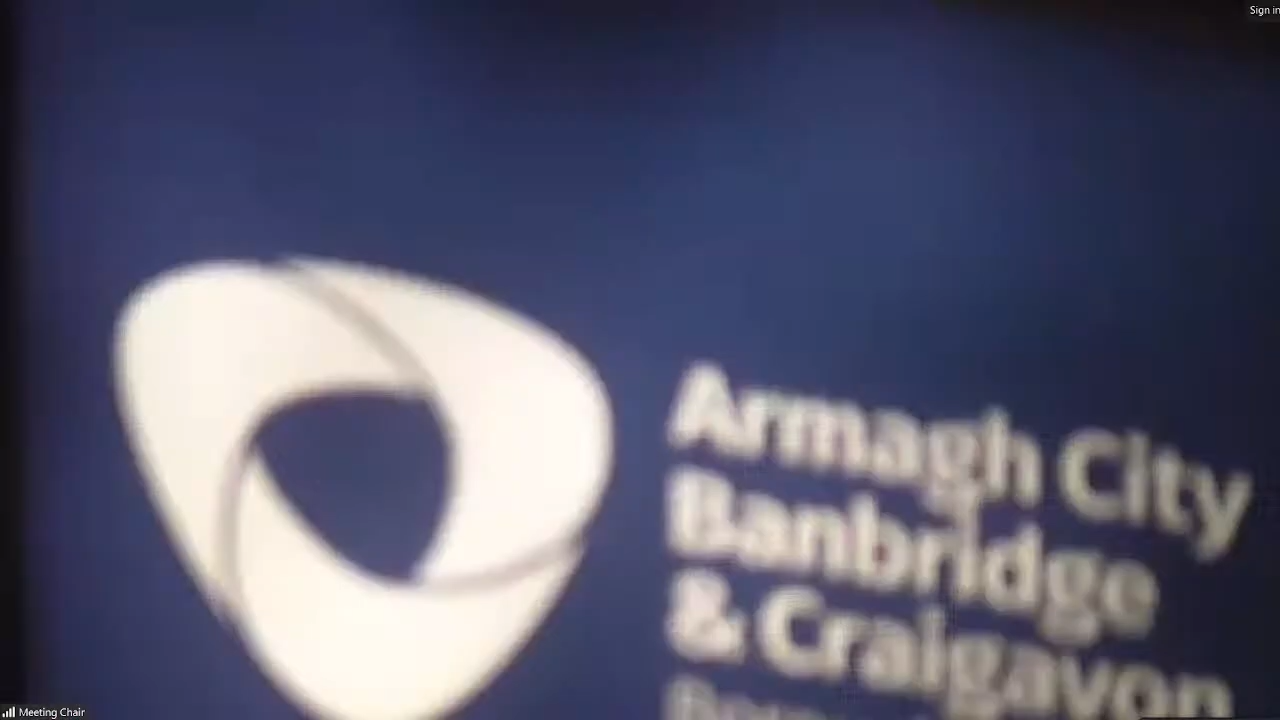 Sign in
Armagh City
Banbridge
& Craigavon
Meeting Chair